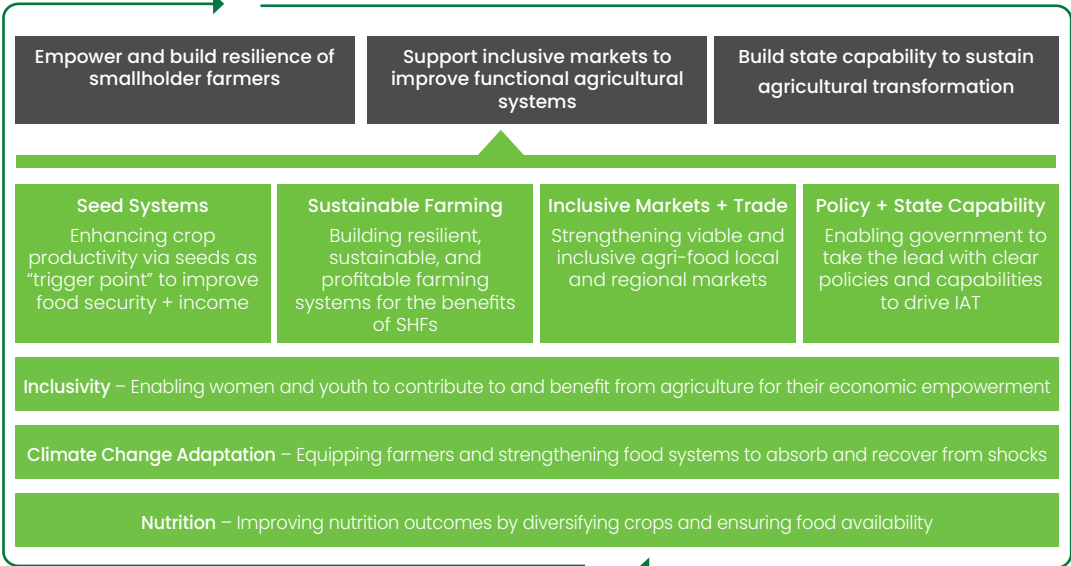 Empower and build resilience of
smallholder farmers
Support inclusive markets to
improve functional agricultural
systems
Build state capability to sustain
agricultural transformation
Seed Systems
Enhancing crop
productivity via seeds as
“trigger point” to improve
food security + income
Sustainable Farming
Building resilient,
sustainable, and
profitable farming
systems for the benefits
of SHFs
Inclusive Markets + Trade
Strengthening viable and
inclusive agri-food local
and regional markets
Policy + State Capability
Enabling government to
take the lead with clear
policies and capabilities
to drive IAT
Inclusivity – Enabling women and youth to contribute to and benefit from agriculture for their economic empowerment
Climate Change Adaptation – Equipping farmers and strengthening food systems to absorb and recover from shocks
Nutrition – Improving nutrition outcomes by diversifying crops and ensuring food availability